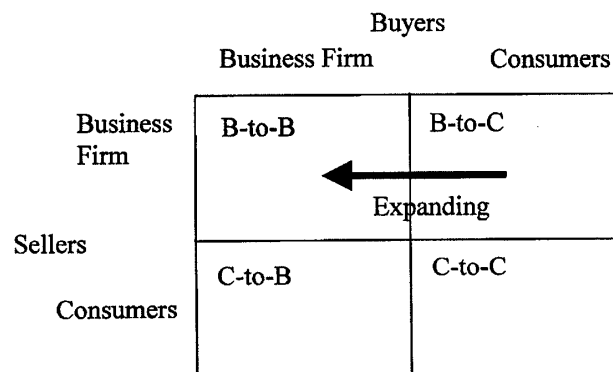 Buyers
Business Firm Consumers
Business
Firm
B-to-B B-to-C
Expanding
Sellers
C-to-B C-to-C
Consumers